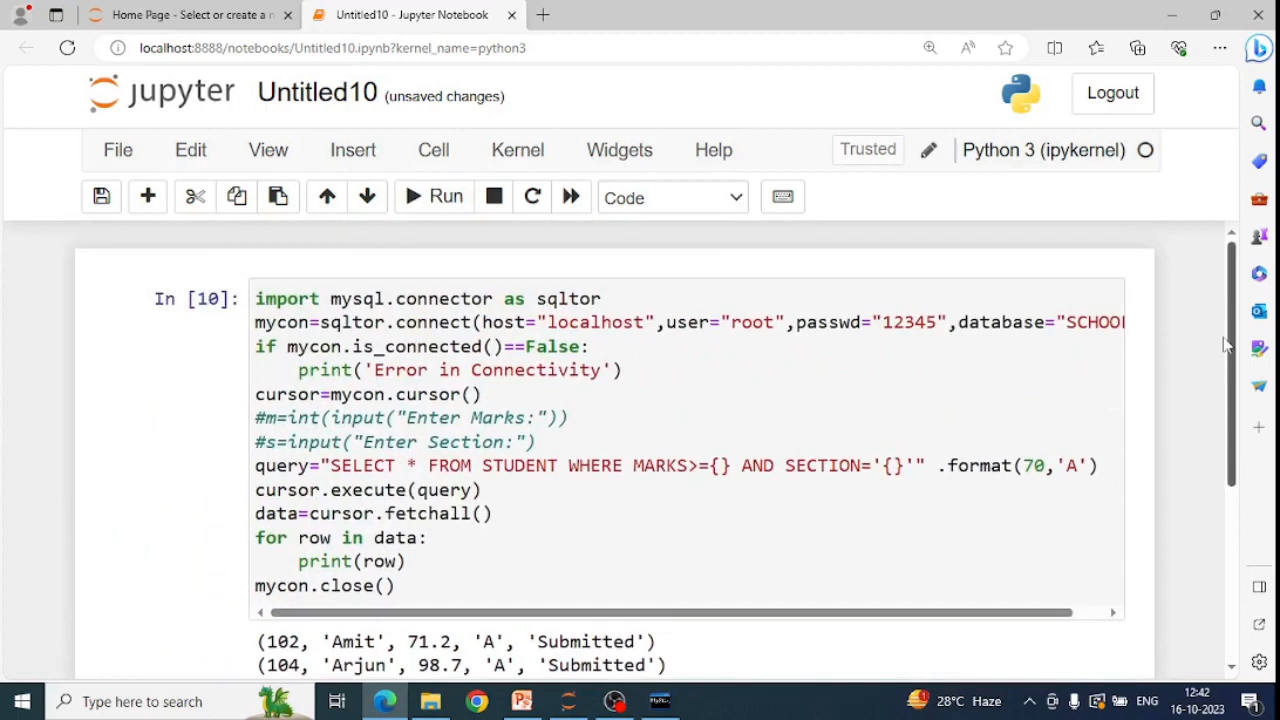 Home Page - Select or create a n
Untitled10 - Jupyter Notebook
localhost:8888/notebooks/Untitled10.ipynb?kernel_name=python3
jupyter Untitled10 (unsaved changes)
Logout
File Edit View Insert Cell Kernel Widgets Help
Trusted
Python 3 (ipykernel)
Run
Code
In [10]:
import mysql.connector as sqltor
mycon=sqltor.connect(host="localhost",user="root",passwd="12345",database="SCHOOL
if mycon.is_connected()==False:
    print('Error in Connectivity')
cursor=mycon.cursor()
#m=int(input("Enter Marks:"))
#s=input("Enter Section:")
query="SELECT * FROM STUDENT WHERE MARKS>={} AND SECTION='{}'" .format(70,'A')
cursor.execute(query)
data=cursor.fetchall()
for row in data:
    print(row)
mycon.close()
(102, 'Amit', 71.2, 'A', 'Submitted')
(104, 'Arjun', 98.7, 'A', 'Submitted')
Type here to search
28°C Haze
ENG
12:42
16-10-2023